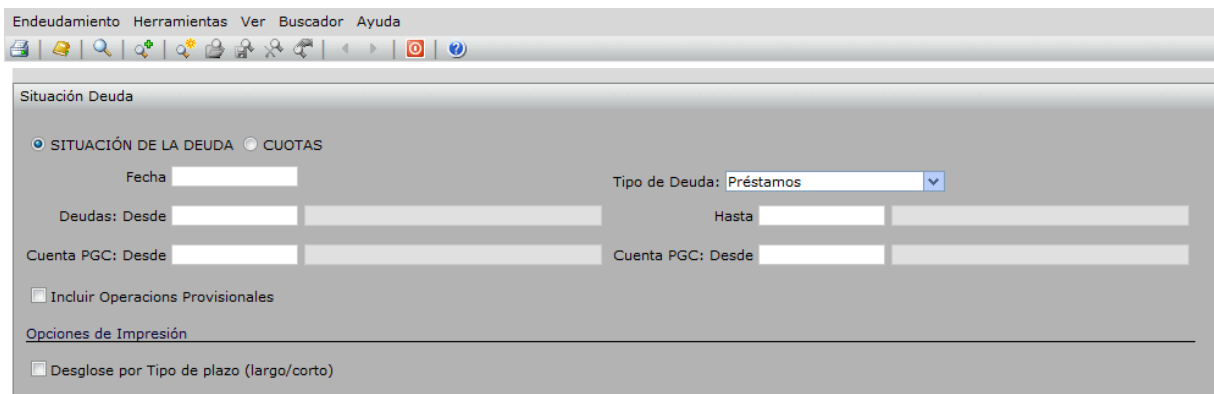 Endeudamiento Herramientas Ver Buscador Ayuda
Situación Deuda
SITUACIÓN DE LA DEUDA CUOTAS
Fecha Tipo de Deuda: Préstamos
Deudas: Desde Hasta
Cuenta PGC: Desde Cuenta PGC: Desde
Incluir Operacions Provisionales
Opciones de Impresión
Desglose por Tipo de plazo (largo/corto)